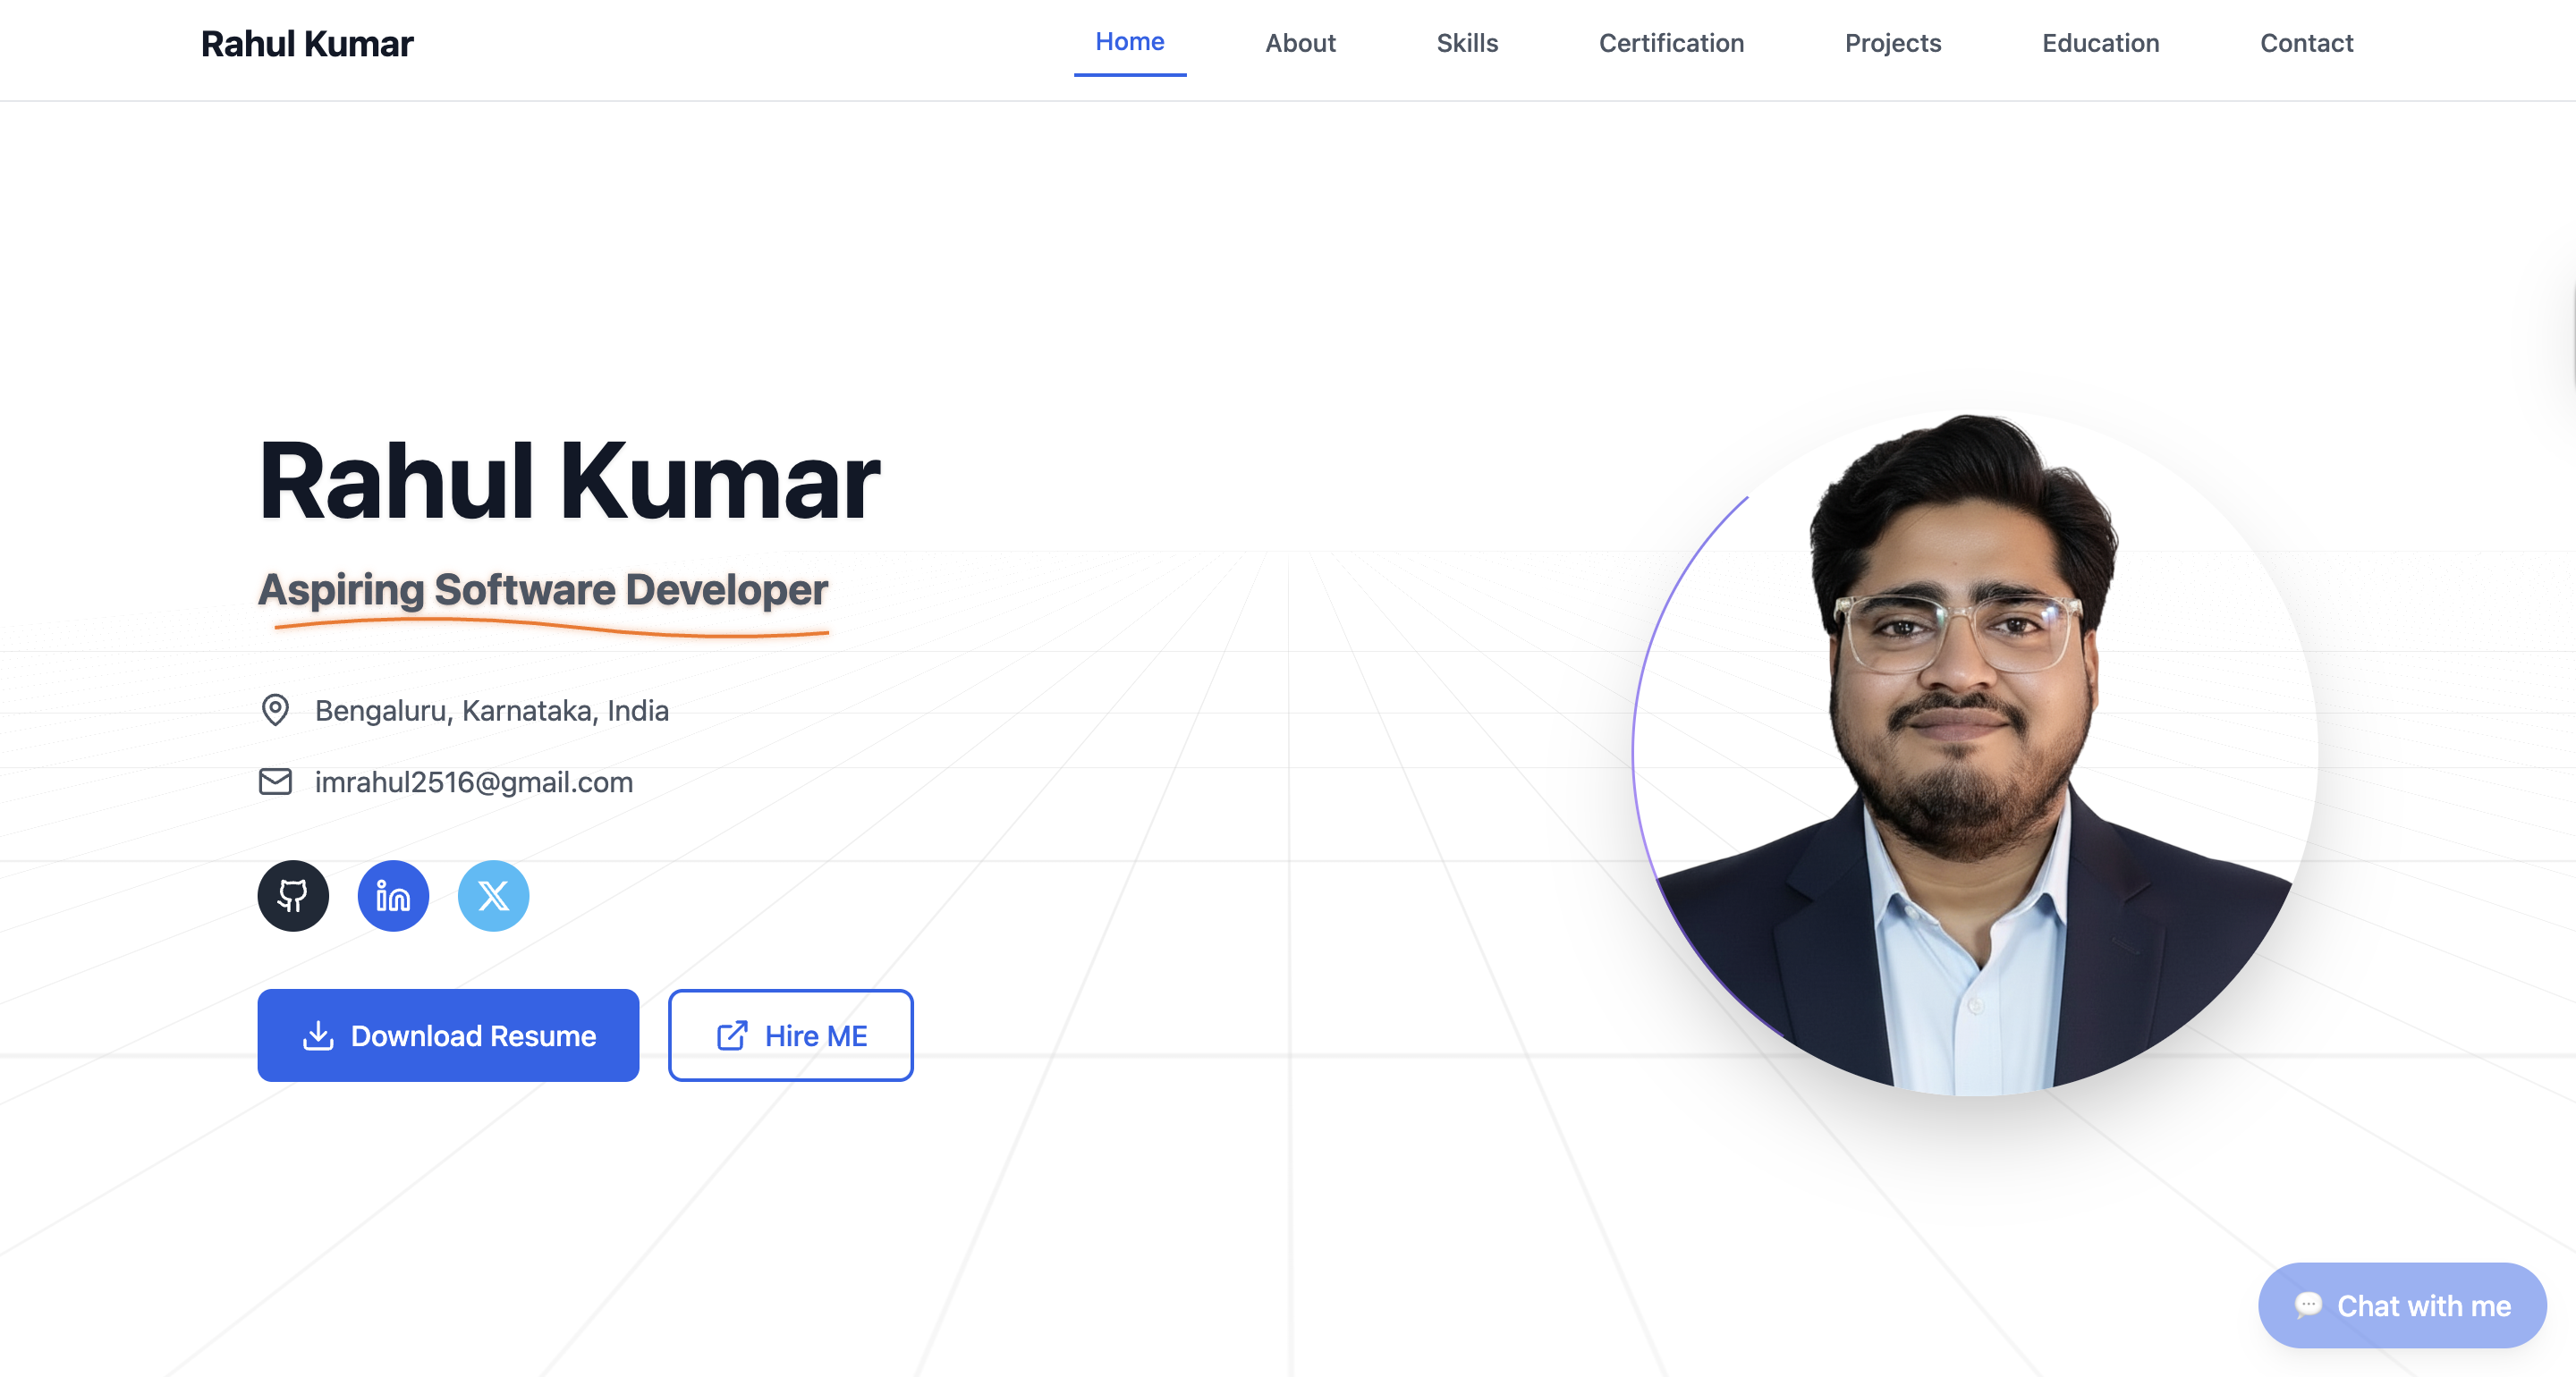 Rahul Kumar
Home About Skills Certification Projects Education Contact
Rahul Kumar
Aspiring Software Developer
Bengaluru, Karnataka, India
imrahul2516@gmail.com
Download Resume
Hire ME
Chat with me